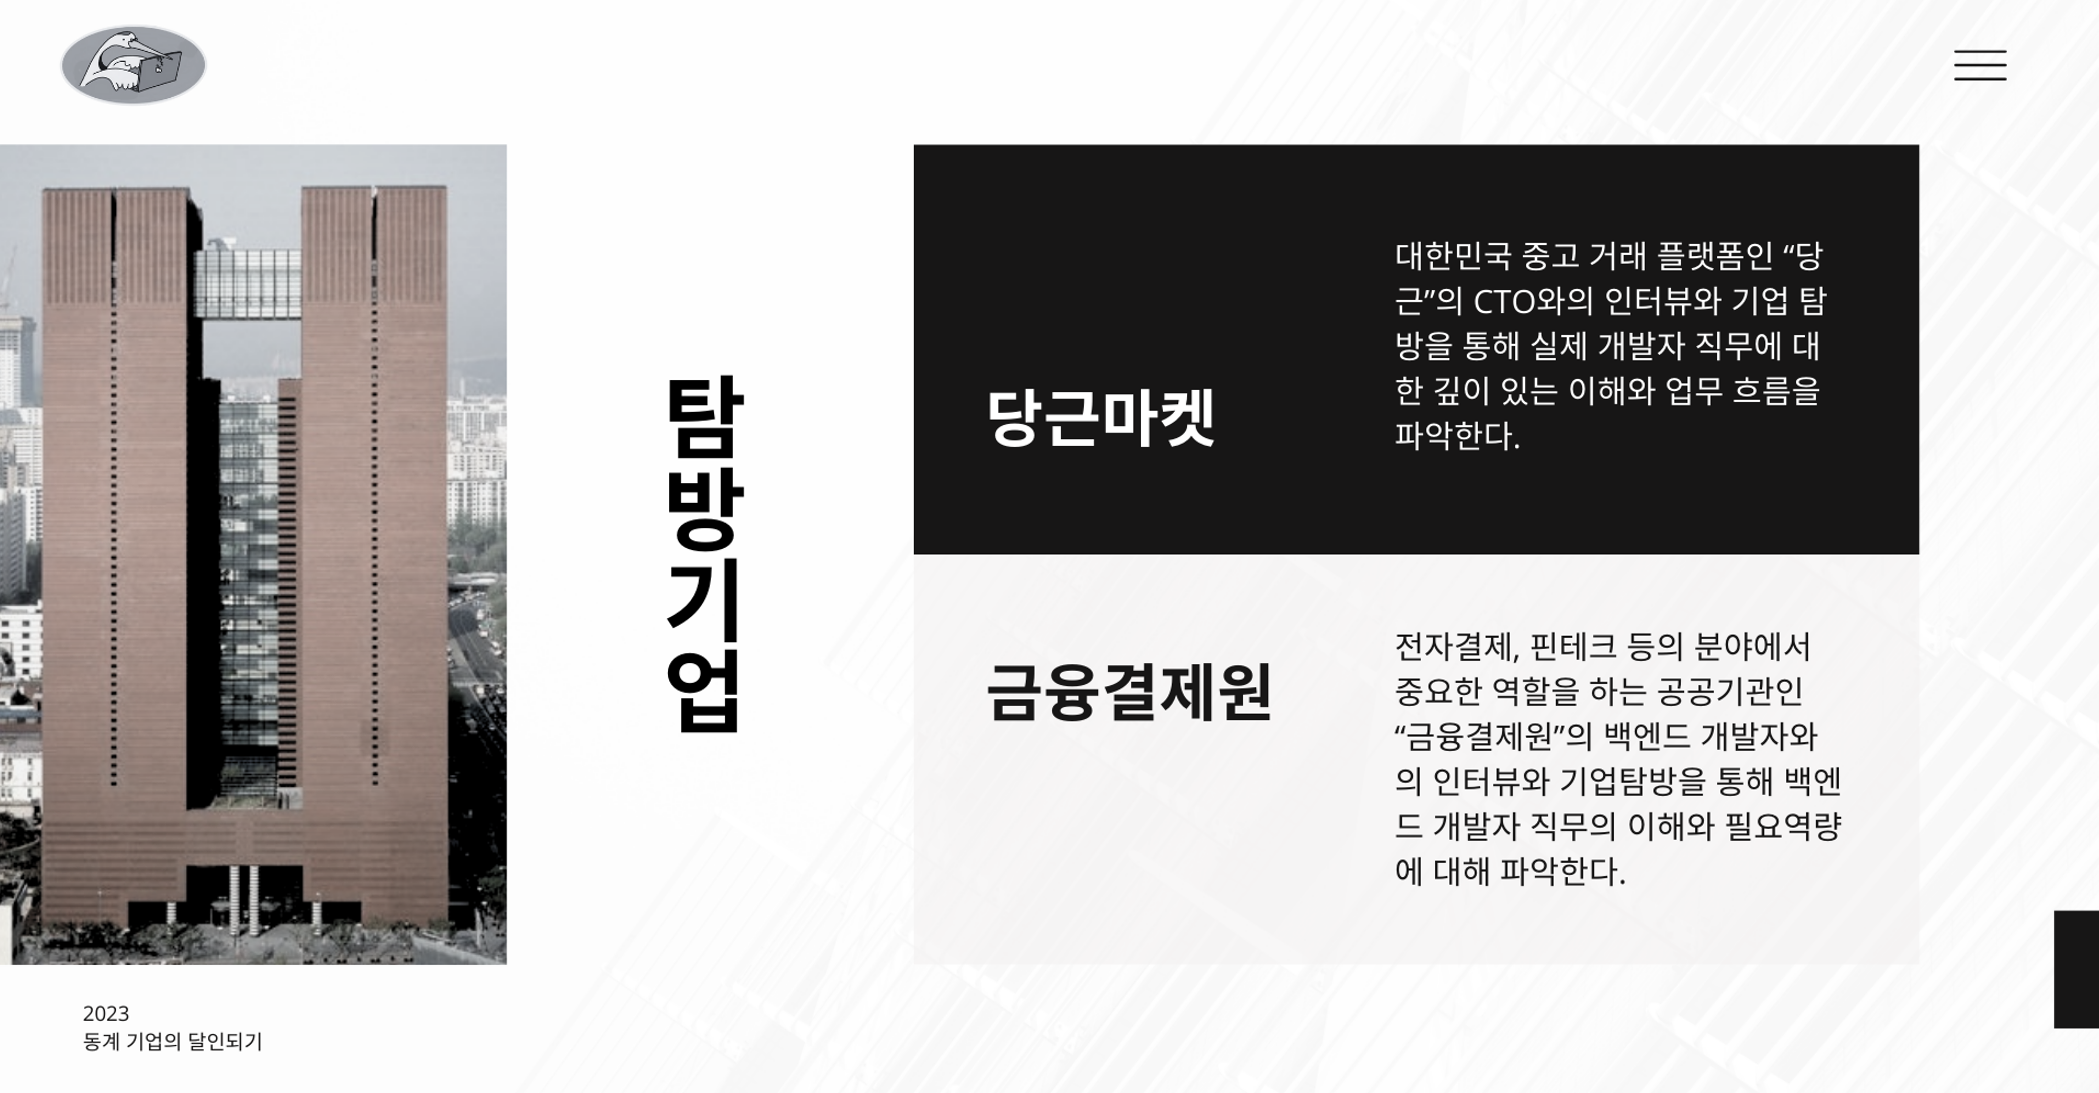 탐
방
기
업
당근마켓
대한민국 중고 거래 플랫폼인 “당
근”의 CTO와의 인터뷰와 기업 탐
방을 통해 실제 개발자 직무에 대
한 깊이 있는 이해와 업무 흐름을
파악한다.
금융결제원
전자결제, 핀테크 등의 분야에서
중요한 역할을 하는 공공기관인
“금융결제원”의 백엔드 개발자와
의 인터뷰와 기업탐방을 통해 백엔
드 개발자 직무의 이해와 필요역량
에 대해 파악한다.
2023
동계 기업의 달인되기